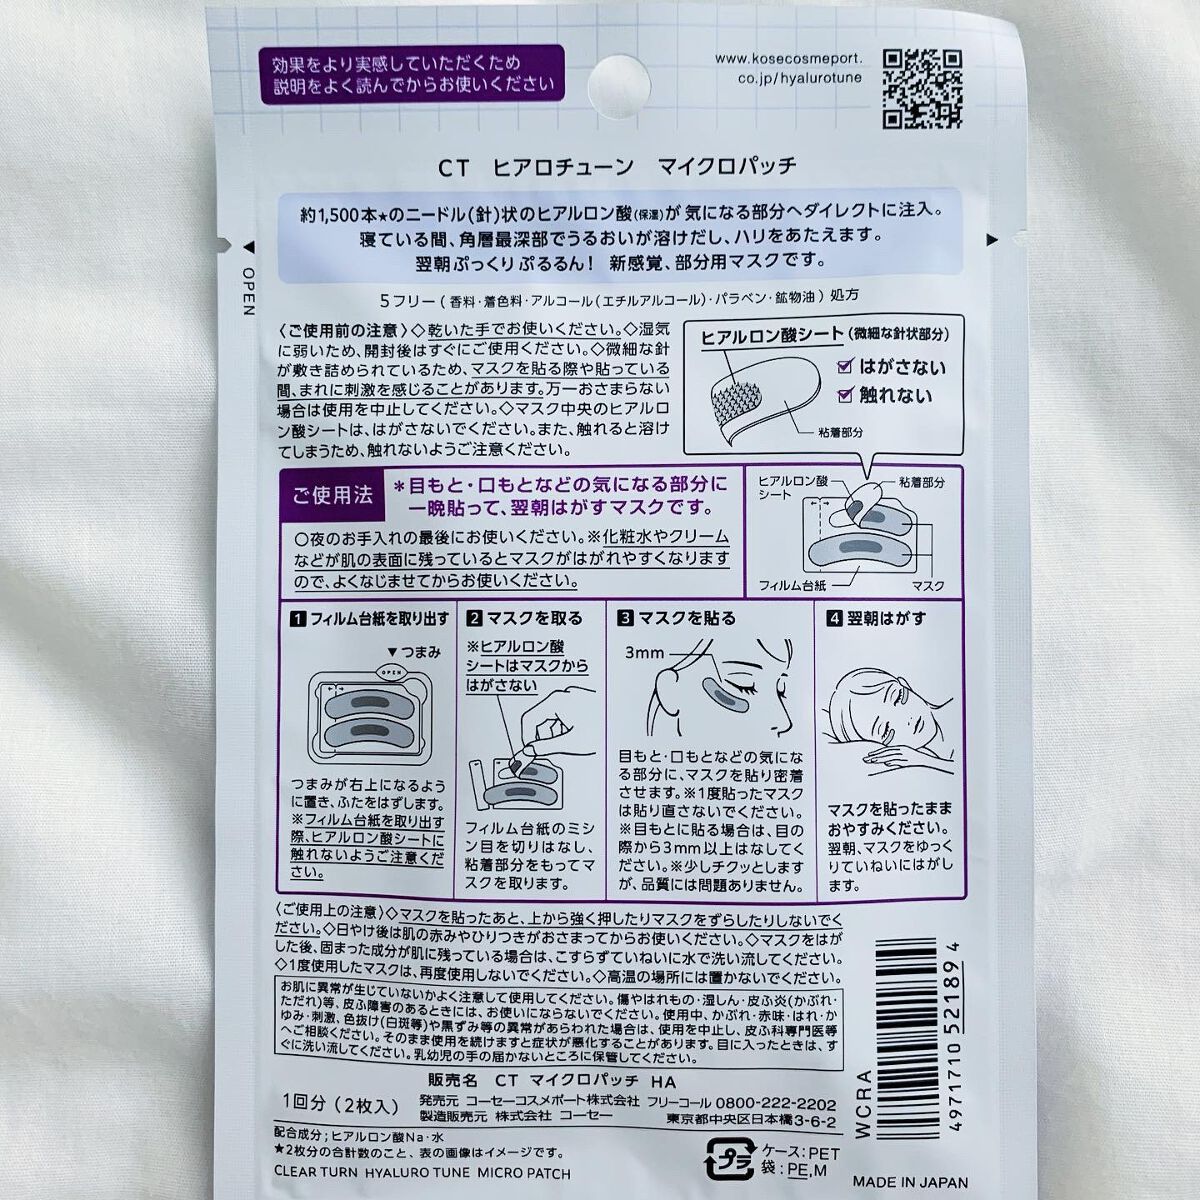 効果をより実感していただくため
説明をよく読んでからお使いください
www.kosecosmeport.
co.jp/hyalurotune
CT ヒアロチューン マイクロパッチ
約1,500本★のニードル(針)状のヒアルロン酸(保湿)が 気になる部分へダイレクトに注入。
寝ている間、角層最深部でうるおいが溶けだし、ハリをあたえます。
翌朝ぷっくり ぷるるん! 新感覚、部分用マスクです。
OPEN
5フリー(香料・着色料・アルコール(エチルアルコール)・パラベン・鉱物油)処方
〈ご使用前の注意〉◇乾いた手でお使いください。◇湿気
に弱いため、開封後はすぐにご使用ください。◇微細な針
が敷き詰められているため、マスクを貼る際や貼っている
間、まれに刺激を感じることがあります。万一おさまらない
場合は使用を中止してください。◇マスク中央のヒアルロ
ン酸シートは、はがさないでください。また、触れると溶け
てしまうため、触れないようご注意ください。
ヒアルロン酸シート(微細な針状部分)
はがさない
触れない
粘着部分
ご使用法
*目もと・口もとなどの気になる部分に
一晩貼って、翌朝はがすマスクです。
○夜のお手入れの最後にお使いください。※化粧水やクリーム
などが肌の表面に残っているとマスクがはがれやすくなります
ので、よくなじませてからお使いください。
ヒアルロン酸
シート
粘着部分
フィルム台紙
マスク
1 フィルム台紙を取り出す
▼つまみ
OPEN
つまみが右上になるよう
に置き、ふたをはずします。
※フィルム台紙を取り出す
際、ヒアルロン酸シートに
触れないようご注意くだ
さい。
2 マスクを取る
※ヒアルロン酸
シートはマスクから
はがさない
フィルム台紙のミシ
ン目を切りはなし、
粘着部分をもってマ
スクを取ります。
3 マスクを貼る
3mm
目もと・口もとなどの気にな
る部分に、マスクを貼り密着
させます。※1度貼ったマスク
は貼り直さないでください。
※目もとに貼る場合は、目の
際から3mm以上はなしてく
ださい。※少しチクッとします
が、品質には問題ありません。
4 翌朝はがす
マスクを貼ったまま
おやすみください。
翌朝、マスクをゆっく
りていねいにはがし
ます。
〈ご使用上の注意〉◇マスクを貼ったあと、上から強く押したりマスクをずらしたりしないでく
ださい。◇日やけ後は肌の赤みやひりつきがおさまってからお使いください。◇マスクをはが
した後、固まった成分が肌に残っている場合は、こすらずていねいに水で洗い流してください。
◇1度使用したマスクは、再度使用しないでください。◇高温の場所には置かないでください。
お肌に異常が生じていないかよく注意して使用してください。傷やはれもの・湿しん・皮ふ炎(かぶれ・
ただれ)等、皮ふ障害のあるときには、お使いにならないでください。使用中、かぶれ・赤味・はれ・か
ゆみ・刺激、色抜け(白斑等)や黒ずみ等の異常があらわれた場合は、使用を中止し、皮ふ科専門医等
へご相談ください。そのまま使用を続けますと症状が悪化することがあります。目に入ったときは、す
ぐに洗い流してください。乳幼児の手の届かないところに保管してください。
販売名 CT マイクロパッチ HA
1回分(2枚入)
発売元 コーセーコスメポート株式会社 フリーコール 0800-222-2202
製造販売元 株式会社 コーセー 東京都中央区日本橋3-6-2
配合成分;ヒアルロン酸Na・水
★2枚分の合計数のこと、表の画像はイメージです。
CLEAR TURN HYALURO TUNE MICRO PATCH
プラ
ケース:PET
袋:PE,M
WCRA
4971710521894
MADE IN JAPAN